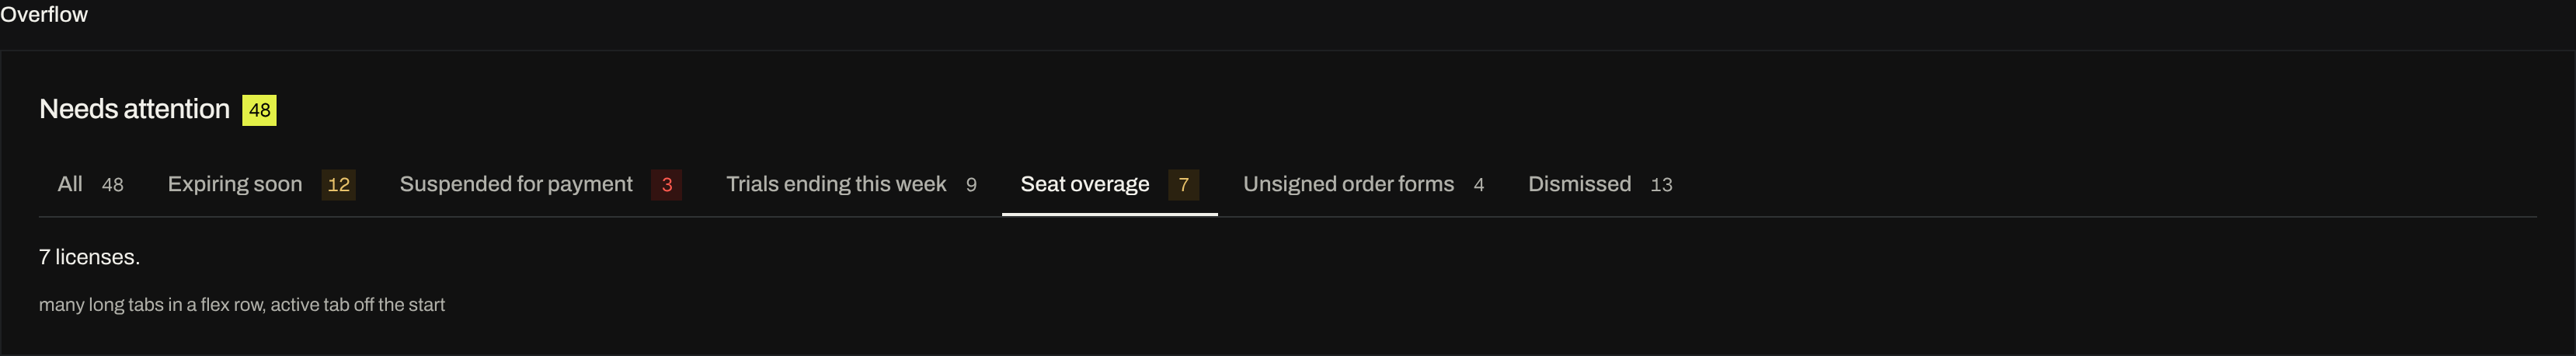 Overflow
Needs attention 48
All 48 Expiring soon 12 Suspended for payment 3 Trials ending this week 9 Seat overage 7 Unsigned order forms 4 Dismissed 13
7 licenses.
many long tabs in a flex row, active tab off the start